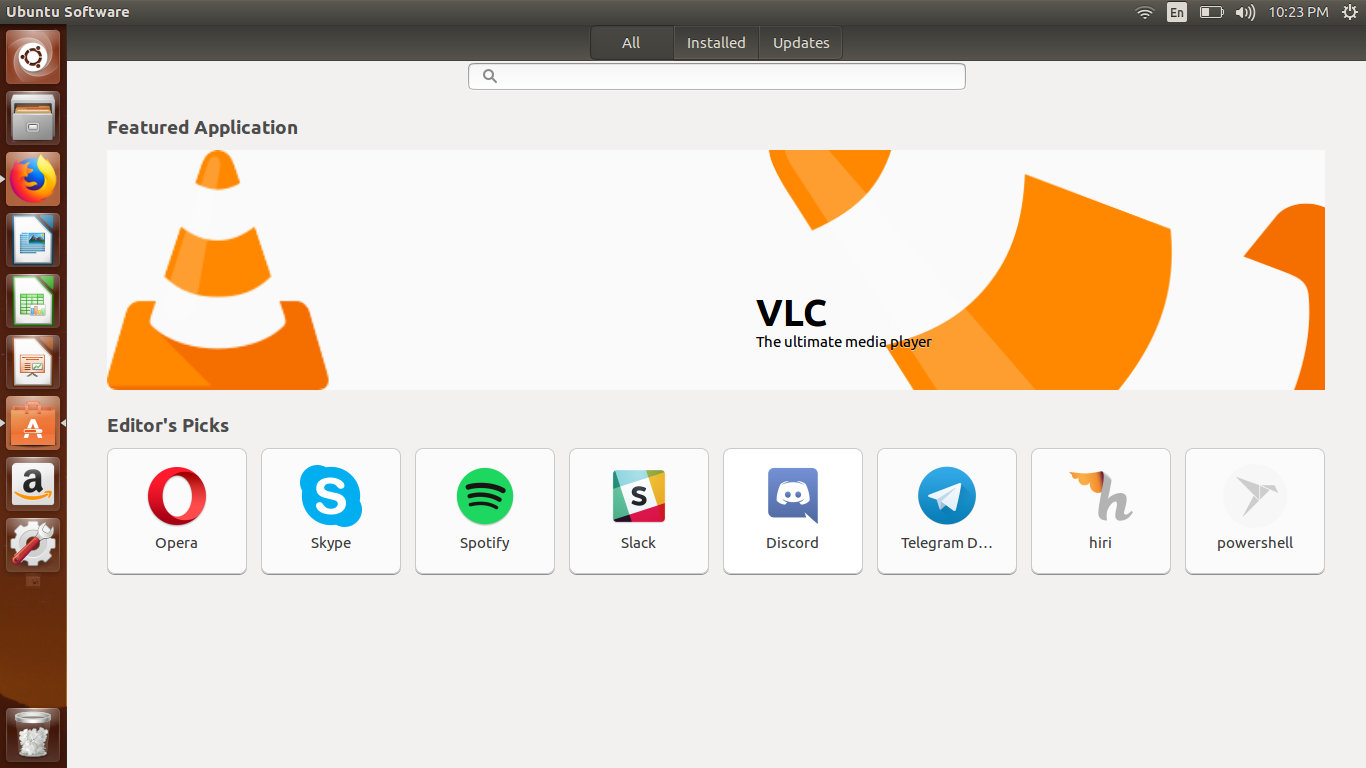 Ubuntu Software
En
10:23 PM
All
Installed
Updates
Featured Application
VLC
The ultimate media player
Editor's Picks
Opera
Skype
Spotify
Slack
Discord
Telegram D…
hiri
powershell